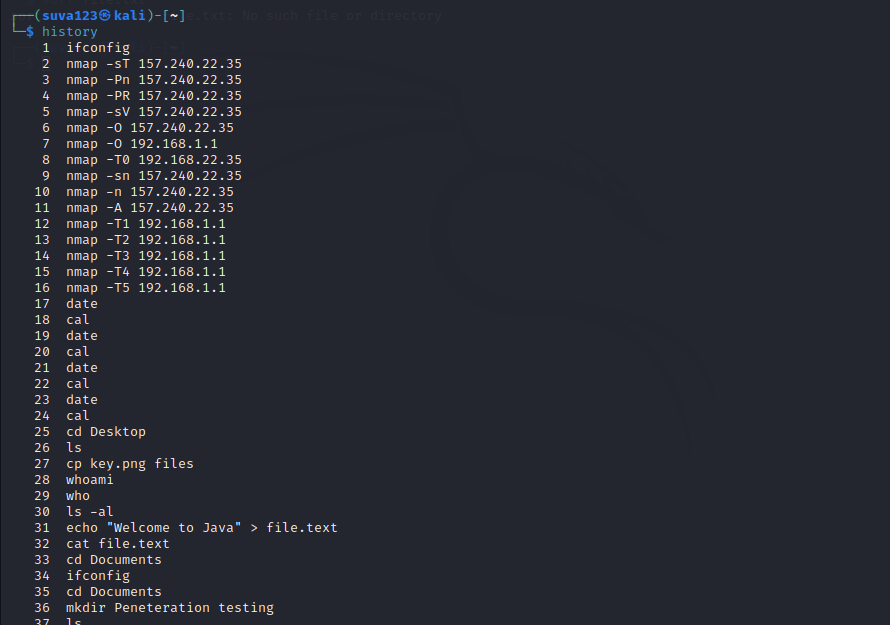 e.txt: No such file or directory
┌──(suva123㉿kali)-[~]
└─$ history
1 ifconfig
2 nmap -sT 157.240.22.35
3 nmap -Pn 157.240.22.35
4 nmap -PR 157.240.22.35
5 nmap -sV 157.240.22.35
6 nmap -O 157.240.22.35
7 nmap -O 192.168.1.1
8 nmap -T0 192.168.22.35
9 nmap -sn 157.240.22.35
10 nmap -n 157.240.22.35
11 nmap -A 157.240.22.35
12 nmap -T1 192.168.1.1
13 nmap -T2 192.168.1.1
14 nmap -T3 192.168.1.1
15 nmap -T4 192.168.1.1
16 nmap -T5 192.168.1.1
17 date
18 cal
19 date
20 cal
21 date
22 cal
23 date
24 cal
25 cd Desktop
26 ls
27 cp key.png files
28 whoami
29 who
30 ls -al
31 echo "Welcome to Java" > file.text
32 cat file.text
33 cd Documents
34 ifconfig
35 cd Documents
36 mkdir Peneteration testing
37 ls